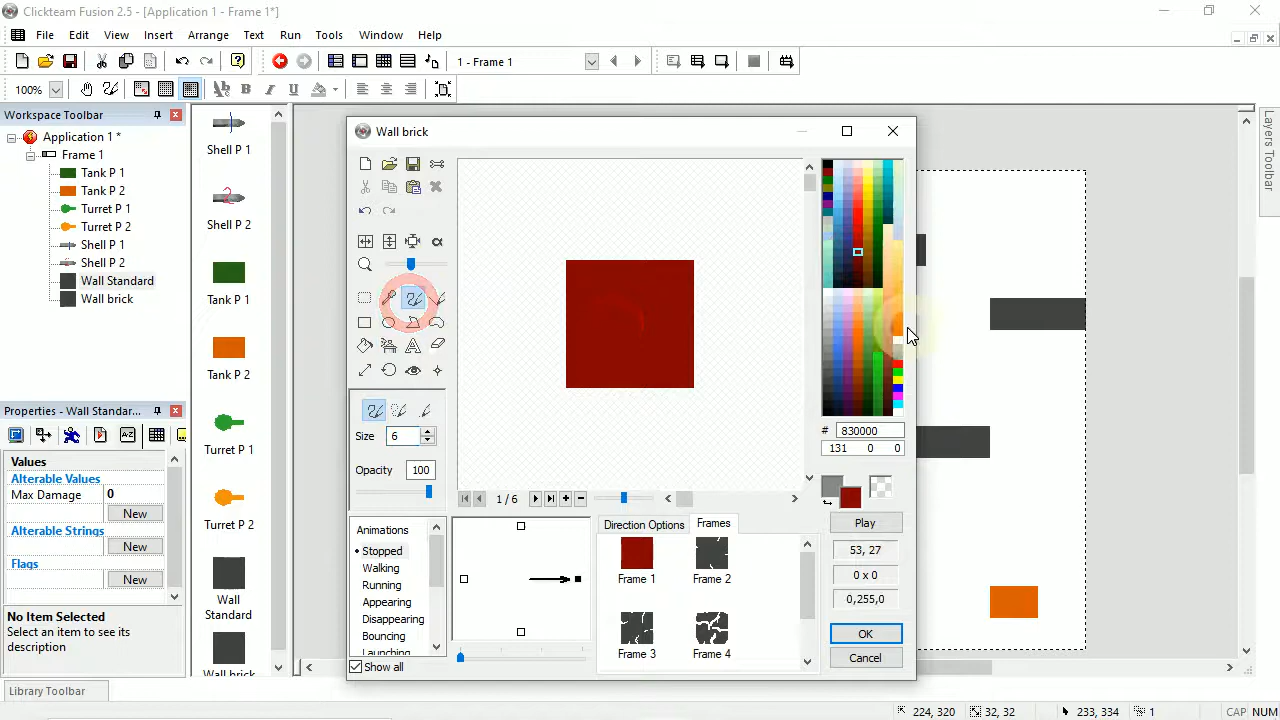 Clickteam Fusion 2.5 - [Application 1 - Frame 1*]
File Edit View Insert Arrange Text Run Tools Window Help
1 - Frame 1
100%
Workspace Toolbar
Application 1 *
Frame 1
Tank P 1
Tank P 2
Turret P 1
Turret P 2
Shell P 1
Shell P 2
Wall Standard
Wall brick
Properties - Wall Standar...
Values
Alterable Values
Max Damage 0
New
Alterable Strings
New
Flags
New
No Item Selected
Select an item to see its
description
Library Toolbar
Shell P 1
Shell P 2
Tank P 1
Tank P 2
Turret P 1
Turret P 2
Wall
Standard
Wall brick
Wall brick
Size 6
Opacity 100
1 / 6
# 830000
131 0 0
Animations
Stopped
Walking
Running
Appearing
Disappearing
Bouncing
Launching
Show all
Direction Options Frames
Frame 1 Frame 2
Frame 3 Frame 4
Play
53, 27
0 x 0
0,255,0
OK
Cancel
Layers Toolbar
224, 320 32, 32 233, 334 1 CAP NUM